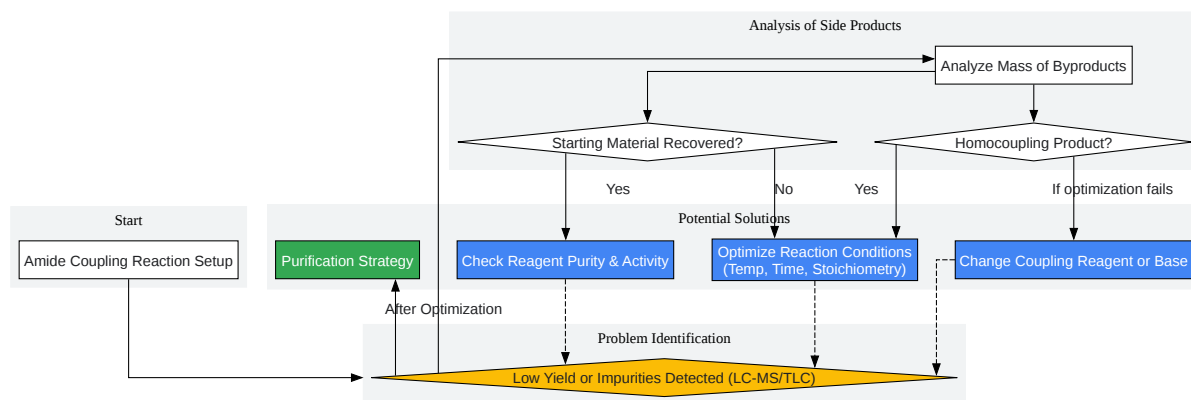 Analysis of Side Products
Analyze Mass of Byproducts
Starting Material Recovered?
Homocoupling Product?
Yes
No
Yes
If optimization fails
Start
Potential Solutions
Amide Coupling Reaction Setup
Purification Strategy
Check Reagent Purity & Activity
Optimize Reaction Conditions
(Temp, Time, Stoichiometry)
Change Coupling Reagent or Base
After Optimization
Problem Identification
Low Yield or Impurities Detected (LC-MS/TLC)